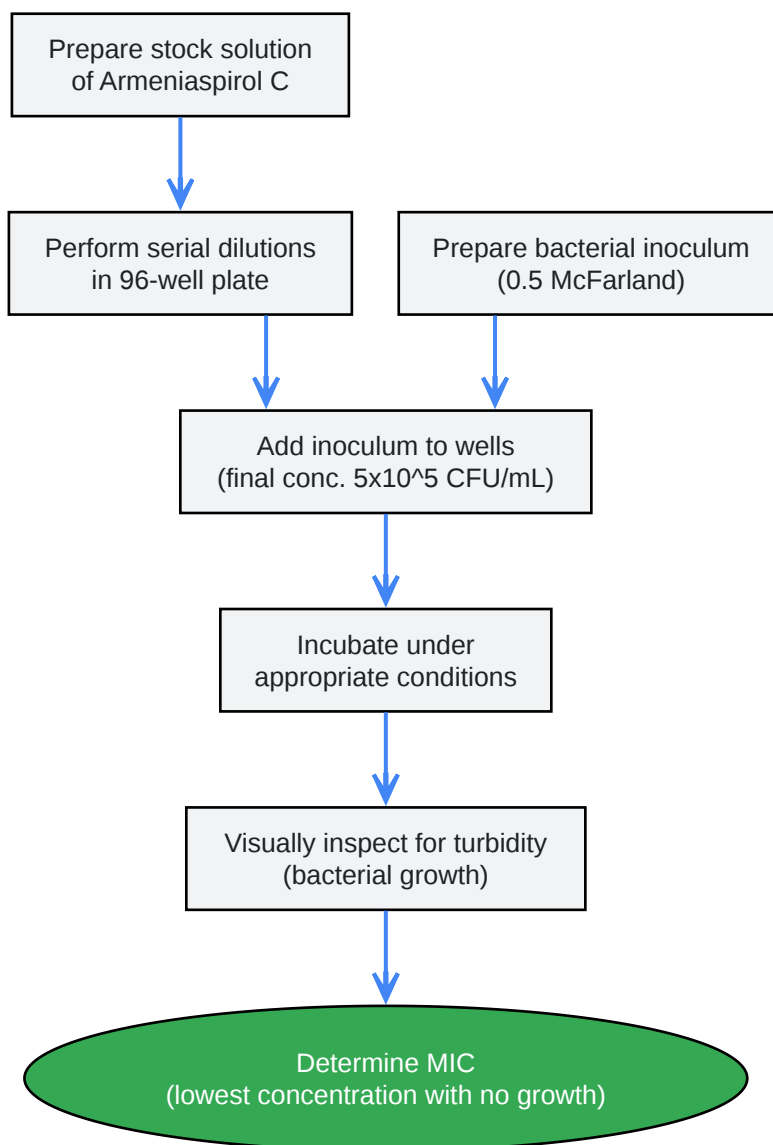 Prepare stock solution
of Armeniaspirol C
Perform serial dilutions
in 96-well plate
Prepare bacterial inoculum
(0.5 McFarland)
Add inoculum to wells
(final conc. 5x10^5 CFU/mL)
Incubate under
appropriate conditions
Visually inspect for turbidity
(bacterial growth)
Determine MIC
(lowest concentration with no growth)